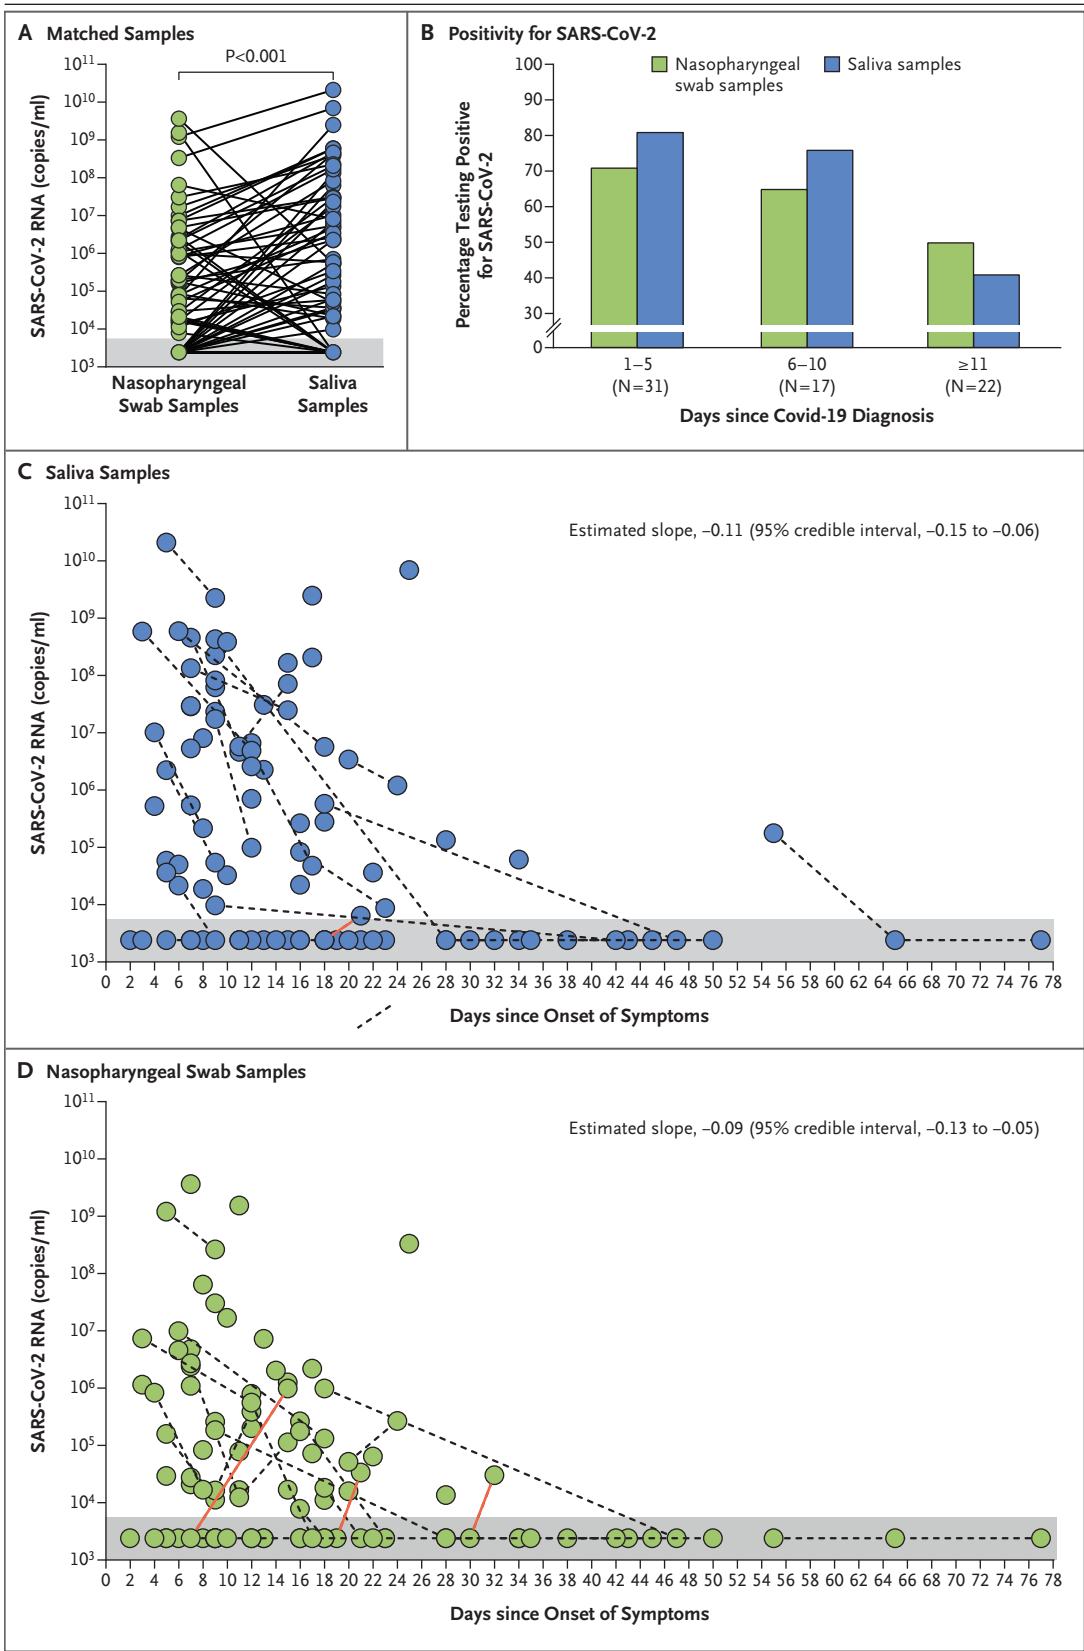 A Matched Samples
P<0.001
SARS-CoV-2 RNA (copies/ml)
10¹¹
10¹⁰
10⁹
10⁸
10⁷
10⁶
10⁵
10⁴
10³
Nasopharyngeal
Swab Samples
Saliva
Samples
B Positivity for SARS-CoV-2
Nasopharyngeal
swab samples
Saliva samples
Percentage Testing Positive
for SARS-CoV-2
100
90
80
70
60
50
40
30
0
1–5
(N=31)
6–10
(N=17)
≥11
(N=22)
Days since Covid-19 Diagnosis
C Saliva Samples
Estimated slope, –0.11 (95% credible interval, –0.15 to –0.06)
SARS-CoV-2 RNA (copies/ml)
10¹¹
10¹⁰
10⁹
10⁸
10⁷
10⁶
10⁵
10⁴
10³
0 2 4 6 8 10 12 14 16 18 20 22 24 26 28 30 32 34 36 38 40 42 44 46 48 50 52 54 56 58 60 62 64 66 68 70 72 74 76 78
Days since Onset of Symptoms
D Nasopharyngeal Swab Samples
Estimated slope, –0.09 (95% credible interval, –0.13 to –0.05)
SARS-CoV-2 RNA (copies/ml)
10¹¹
10¹⁰
10⁹
10⁸
10⁷
10⁶
10⁵
10⁴
10³
0 2 4 6 8 10 12 14 16 18 20 22 24 26 28 30 32 34 36 38 40 42 44 46 48 50 52 54 56 58 60 62 64 66 68 70 72 74 76 78
Days since Onset of Symptoms